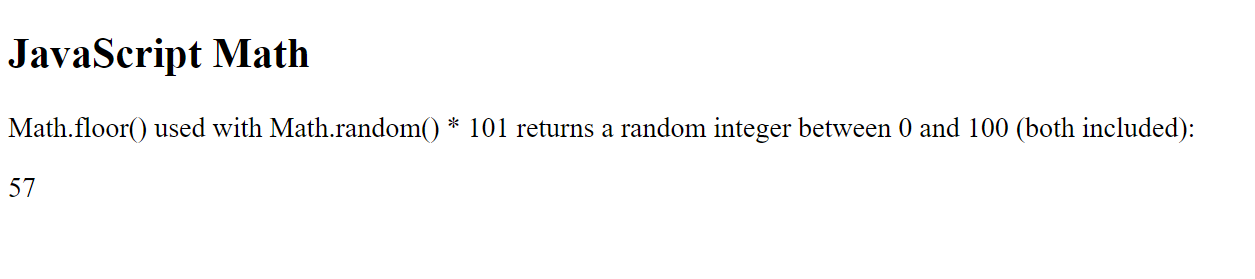 JavaScript Math
Math.floor() used with Math.random() * 101 returns a random integer between 0 and 100 (both included):
57